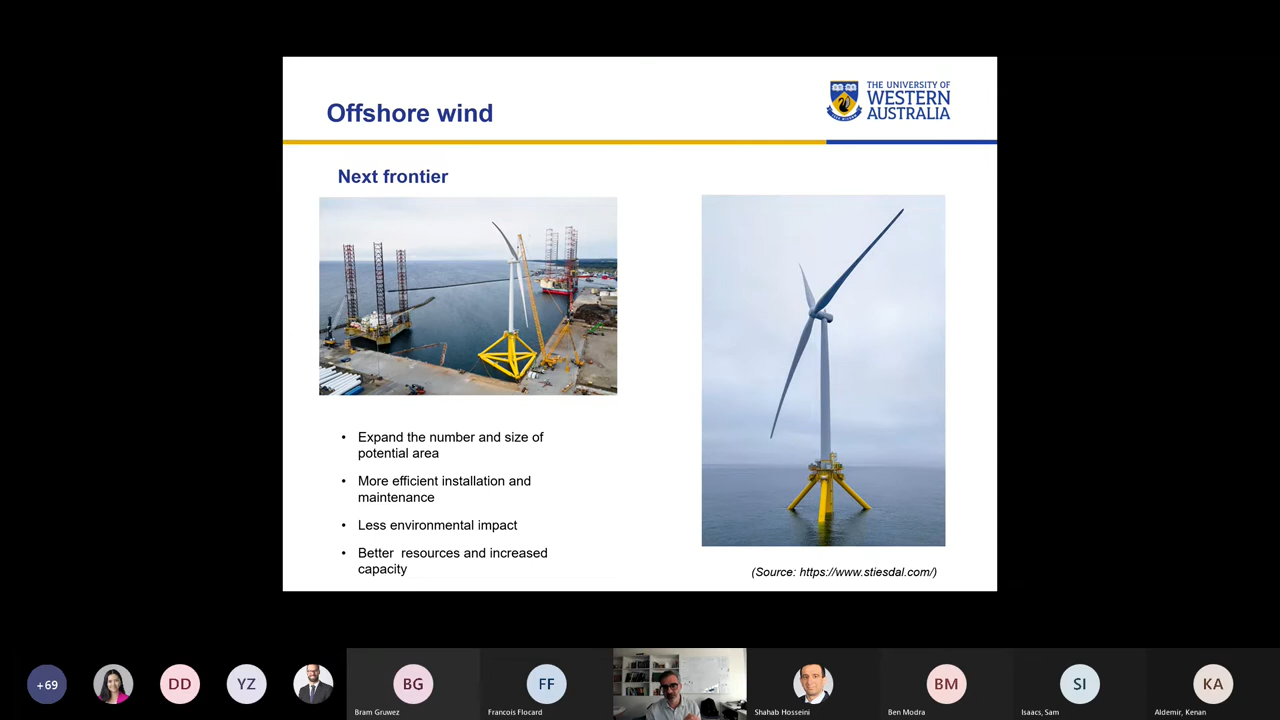 Offshore wind
THE UNIVERSITY OF
WESTERN
AUSTRALIA
Next frontier
• Expand the number and size of
potential area
• More efficient installation and
maintenance
• Less environmental impact
• Better  resources and increased
capacity
(Source: https://www.stiesdal.com/)
+69
DD
YZ
BG
FF
BM
SI
KA
Bram Gruwez
Francois Flocard
Shahab Hosseini
Ben Modra
Isaacs, Sam
Aldemir, Kenan